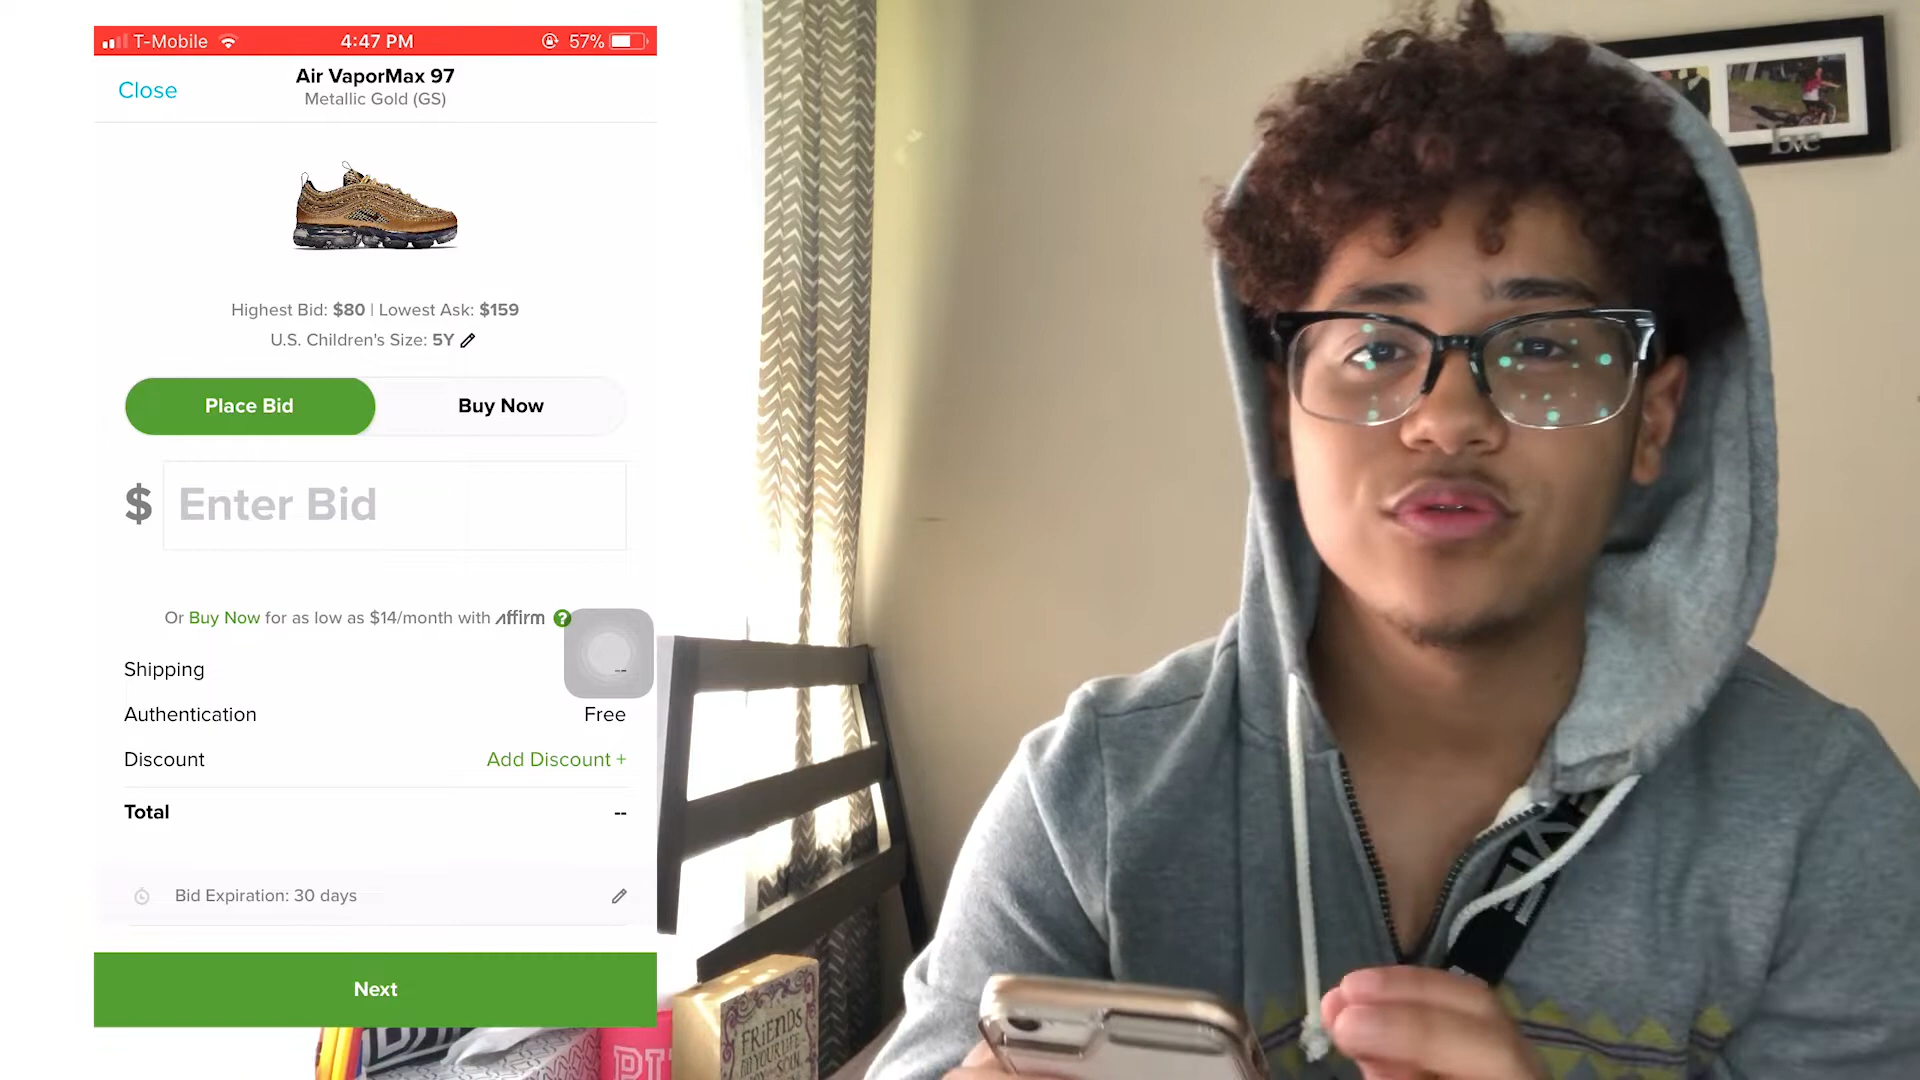 T-Mobile 4:47 PM 57%
Close
Air VaporMax 97
Metallic Gold (GS)
Highest Bid: $80 | Lowest Ask: $159
U.S. Children's Size: 5Y
Place Bid
Buy Now
$ Enter Bid
Or Buy Now for as low as $14/month with affirm ?
Shipping --
Authentication Free
Discount Add Discount +
Total --
Bid Expiration: 30 days
Next
love
FRIENDS